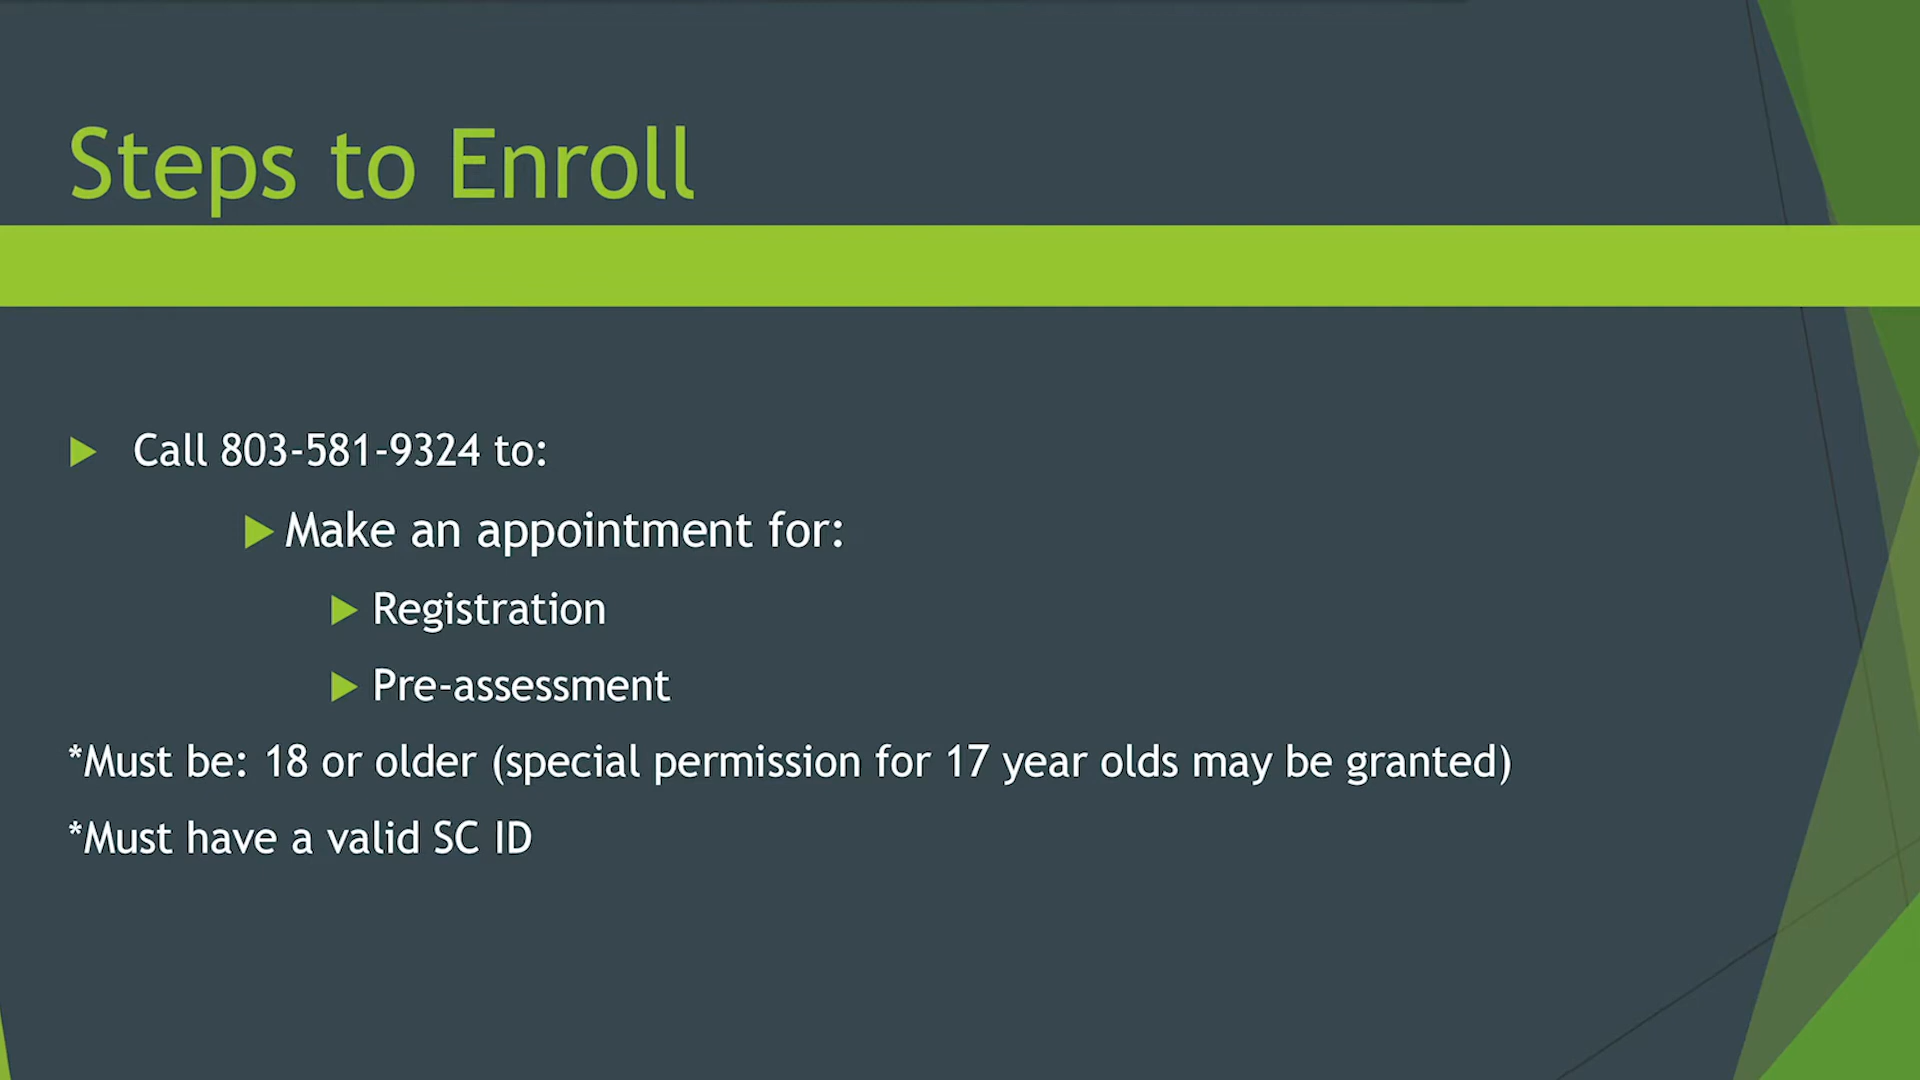 Steps to Enroll
Call 803-581-9324 to:
Make an appointment for:
Registration
Pre-assessment
*Must be: 18 or older (special permission for 17 year olds may be granted)
*Must have a valid SC ID